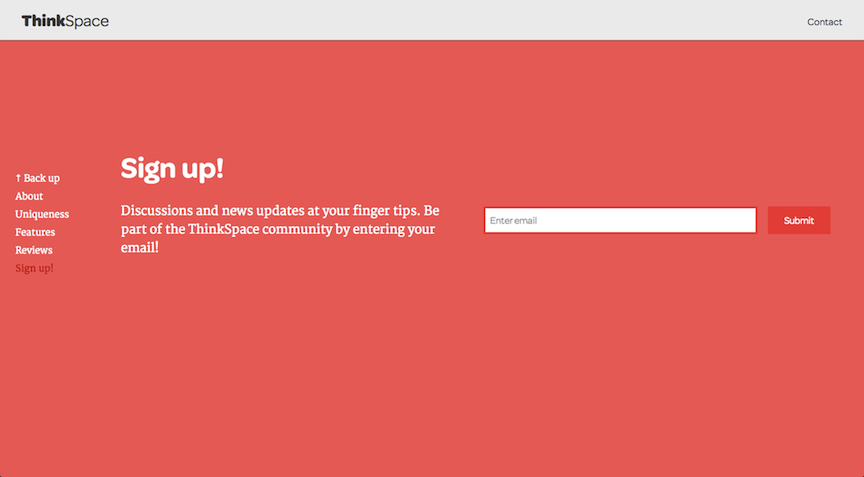 ThinkSpace
Contact
↑ Back up
About
Uniqueness
Features
Reviews
Sign up!
Sign up!
Discussions and news updates at your finger tips. Be
part of the ThinkSpace community by entering your
email!
Enter email
Submit